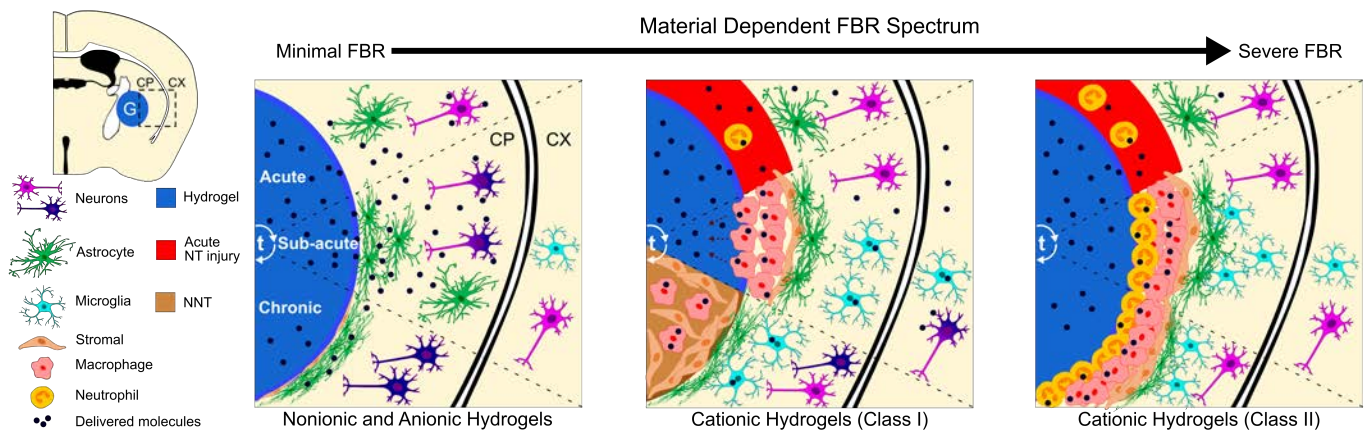 Material Dependent FBR Spectrum
Minimal FBR
Severe FBR
CP CX
G
Neurons
Hydrogel
Astrocyte
Acute
NT injury
Microglia
NNT
Stromal
Macrophage
Neutrophil
Delivered molecules
CP CX
Acute
t
Sub-acute
Chronic
Nonionic and Anionic Hydrogels
t
Cationic Hydrogels (Class I)
t
Cationic Hydrogels (Class II)